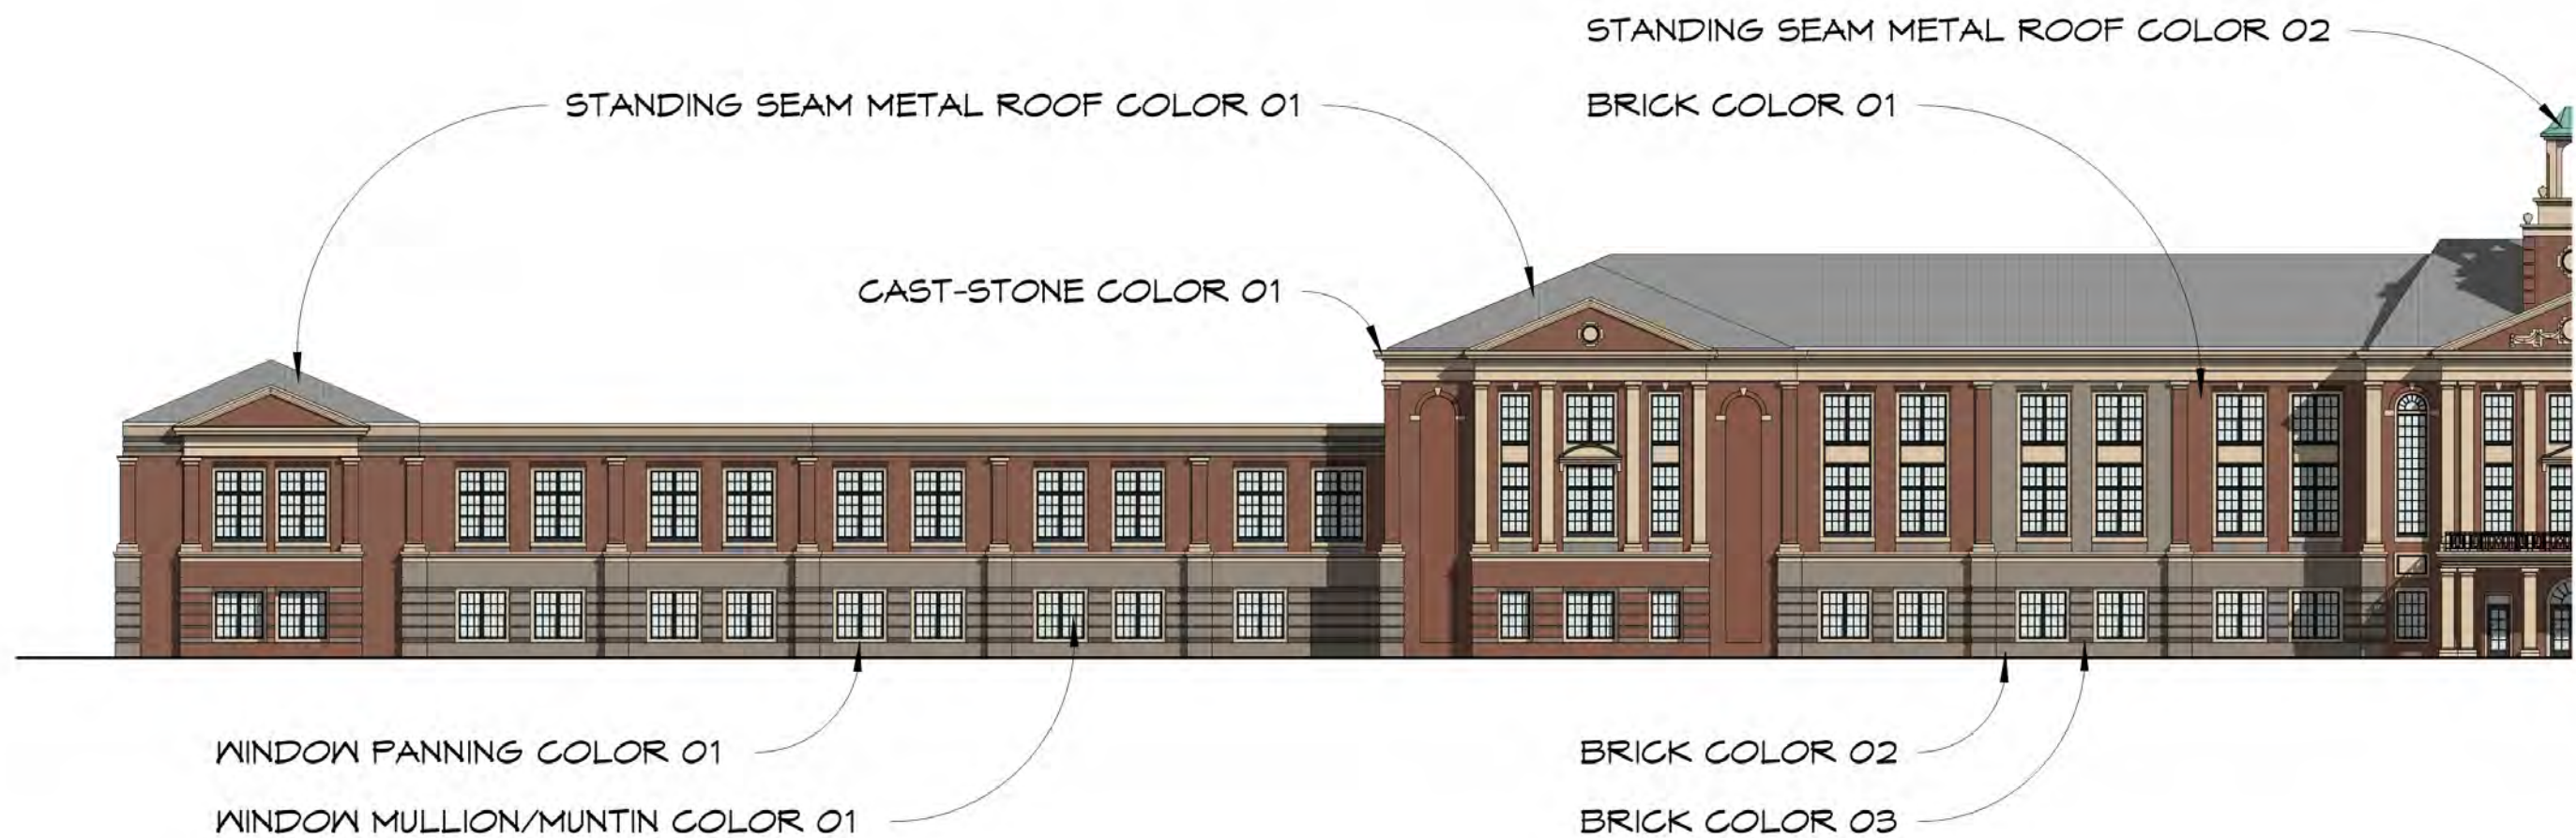 STANDING SEAM METAL ROOF COLOR 02
STANDING SEAM METAL ROOF COLOR 01
BRICK COLOR 01
CAST-STONE COLOR 01
WINDOW PANNING COLOR 01
BRICK COLOR 02
WINDOW MULLION/MUNTIN COLOR 01
BRICK COLOR 03